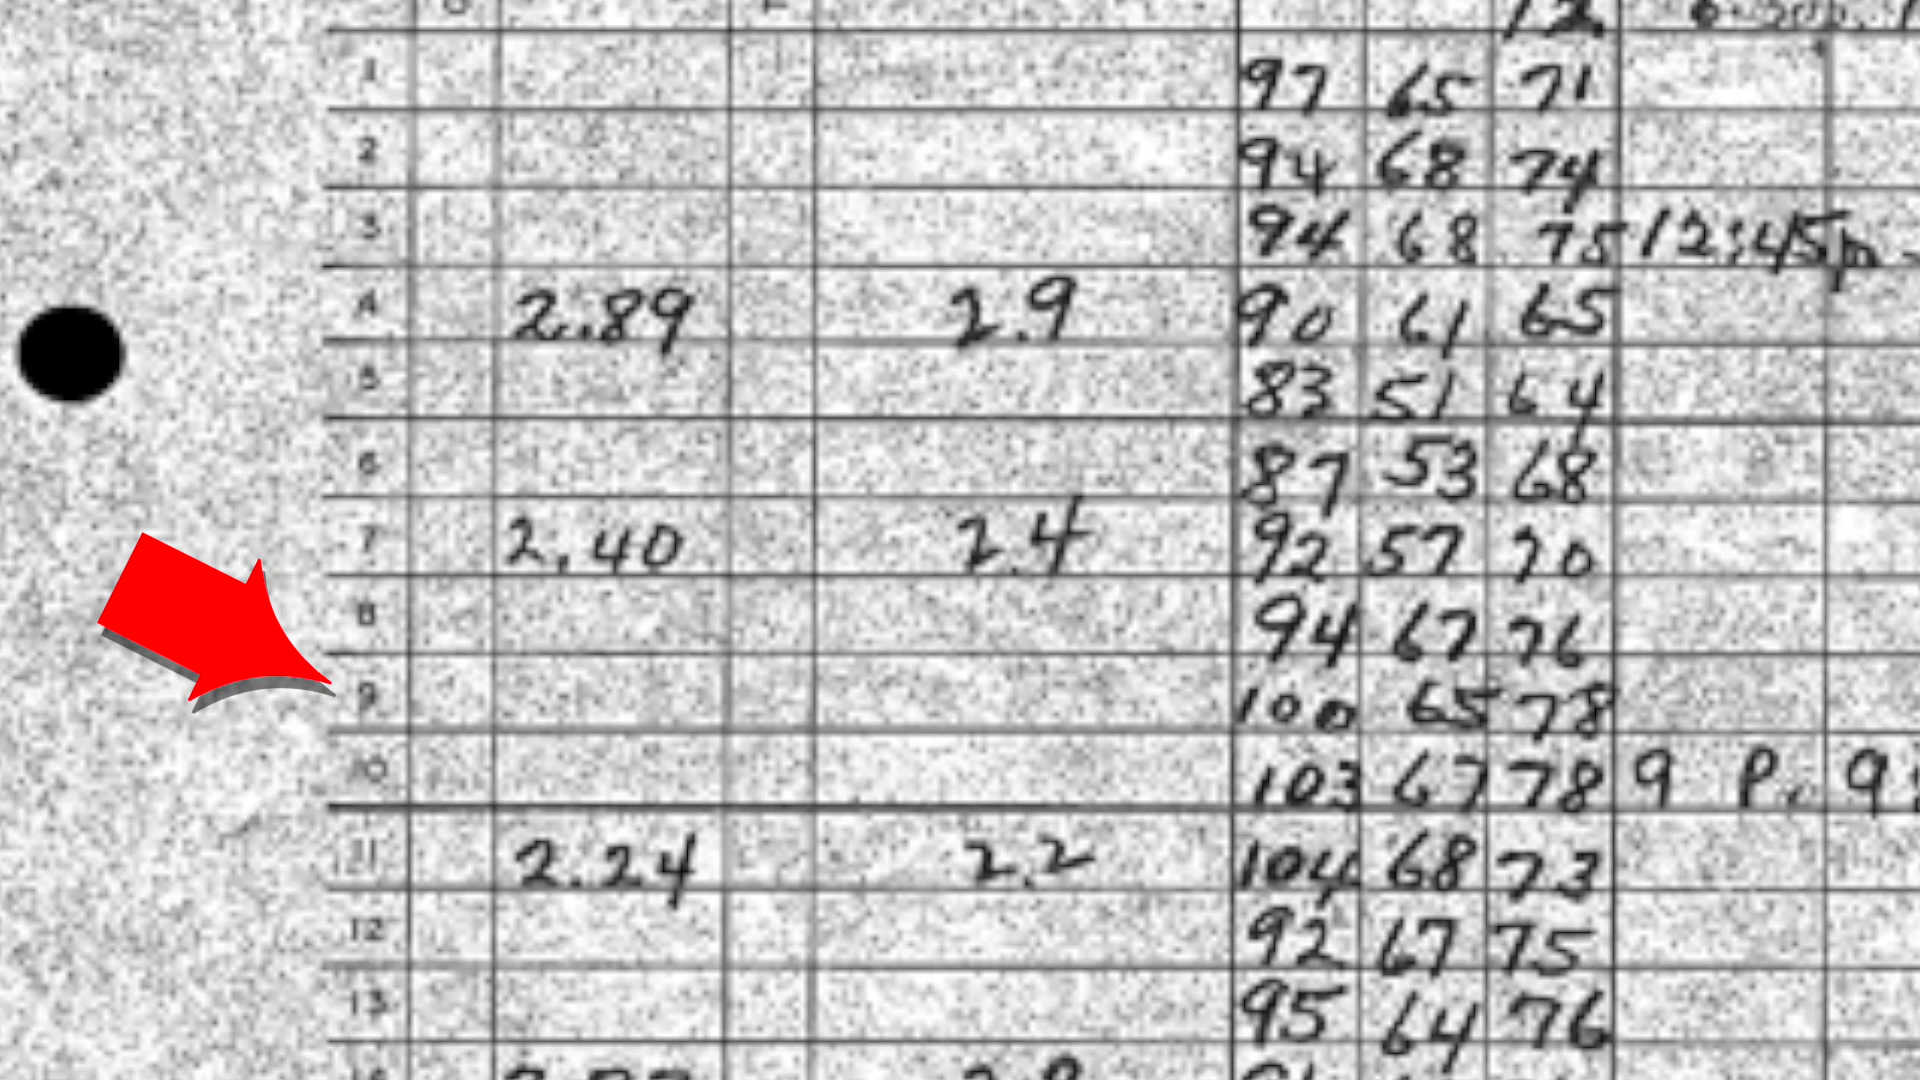 1 97 65 71
2 94 68 74
3 94 68 75 12:45p
4 2.89 2.9 90 61 65
5 83 51 64
6 87 53 68
7 2.40 2.4 92 57 70
8 94 67 76
9 100 65 78
10 103 67 78 9 P. 9
11 2.24 2.2 104 68 73
12 92 67 75
13 95 64 76